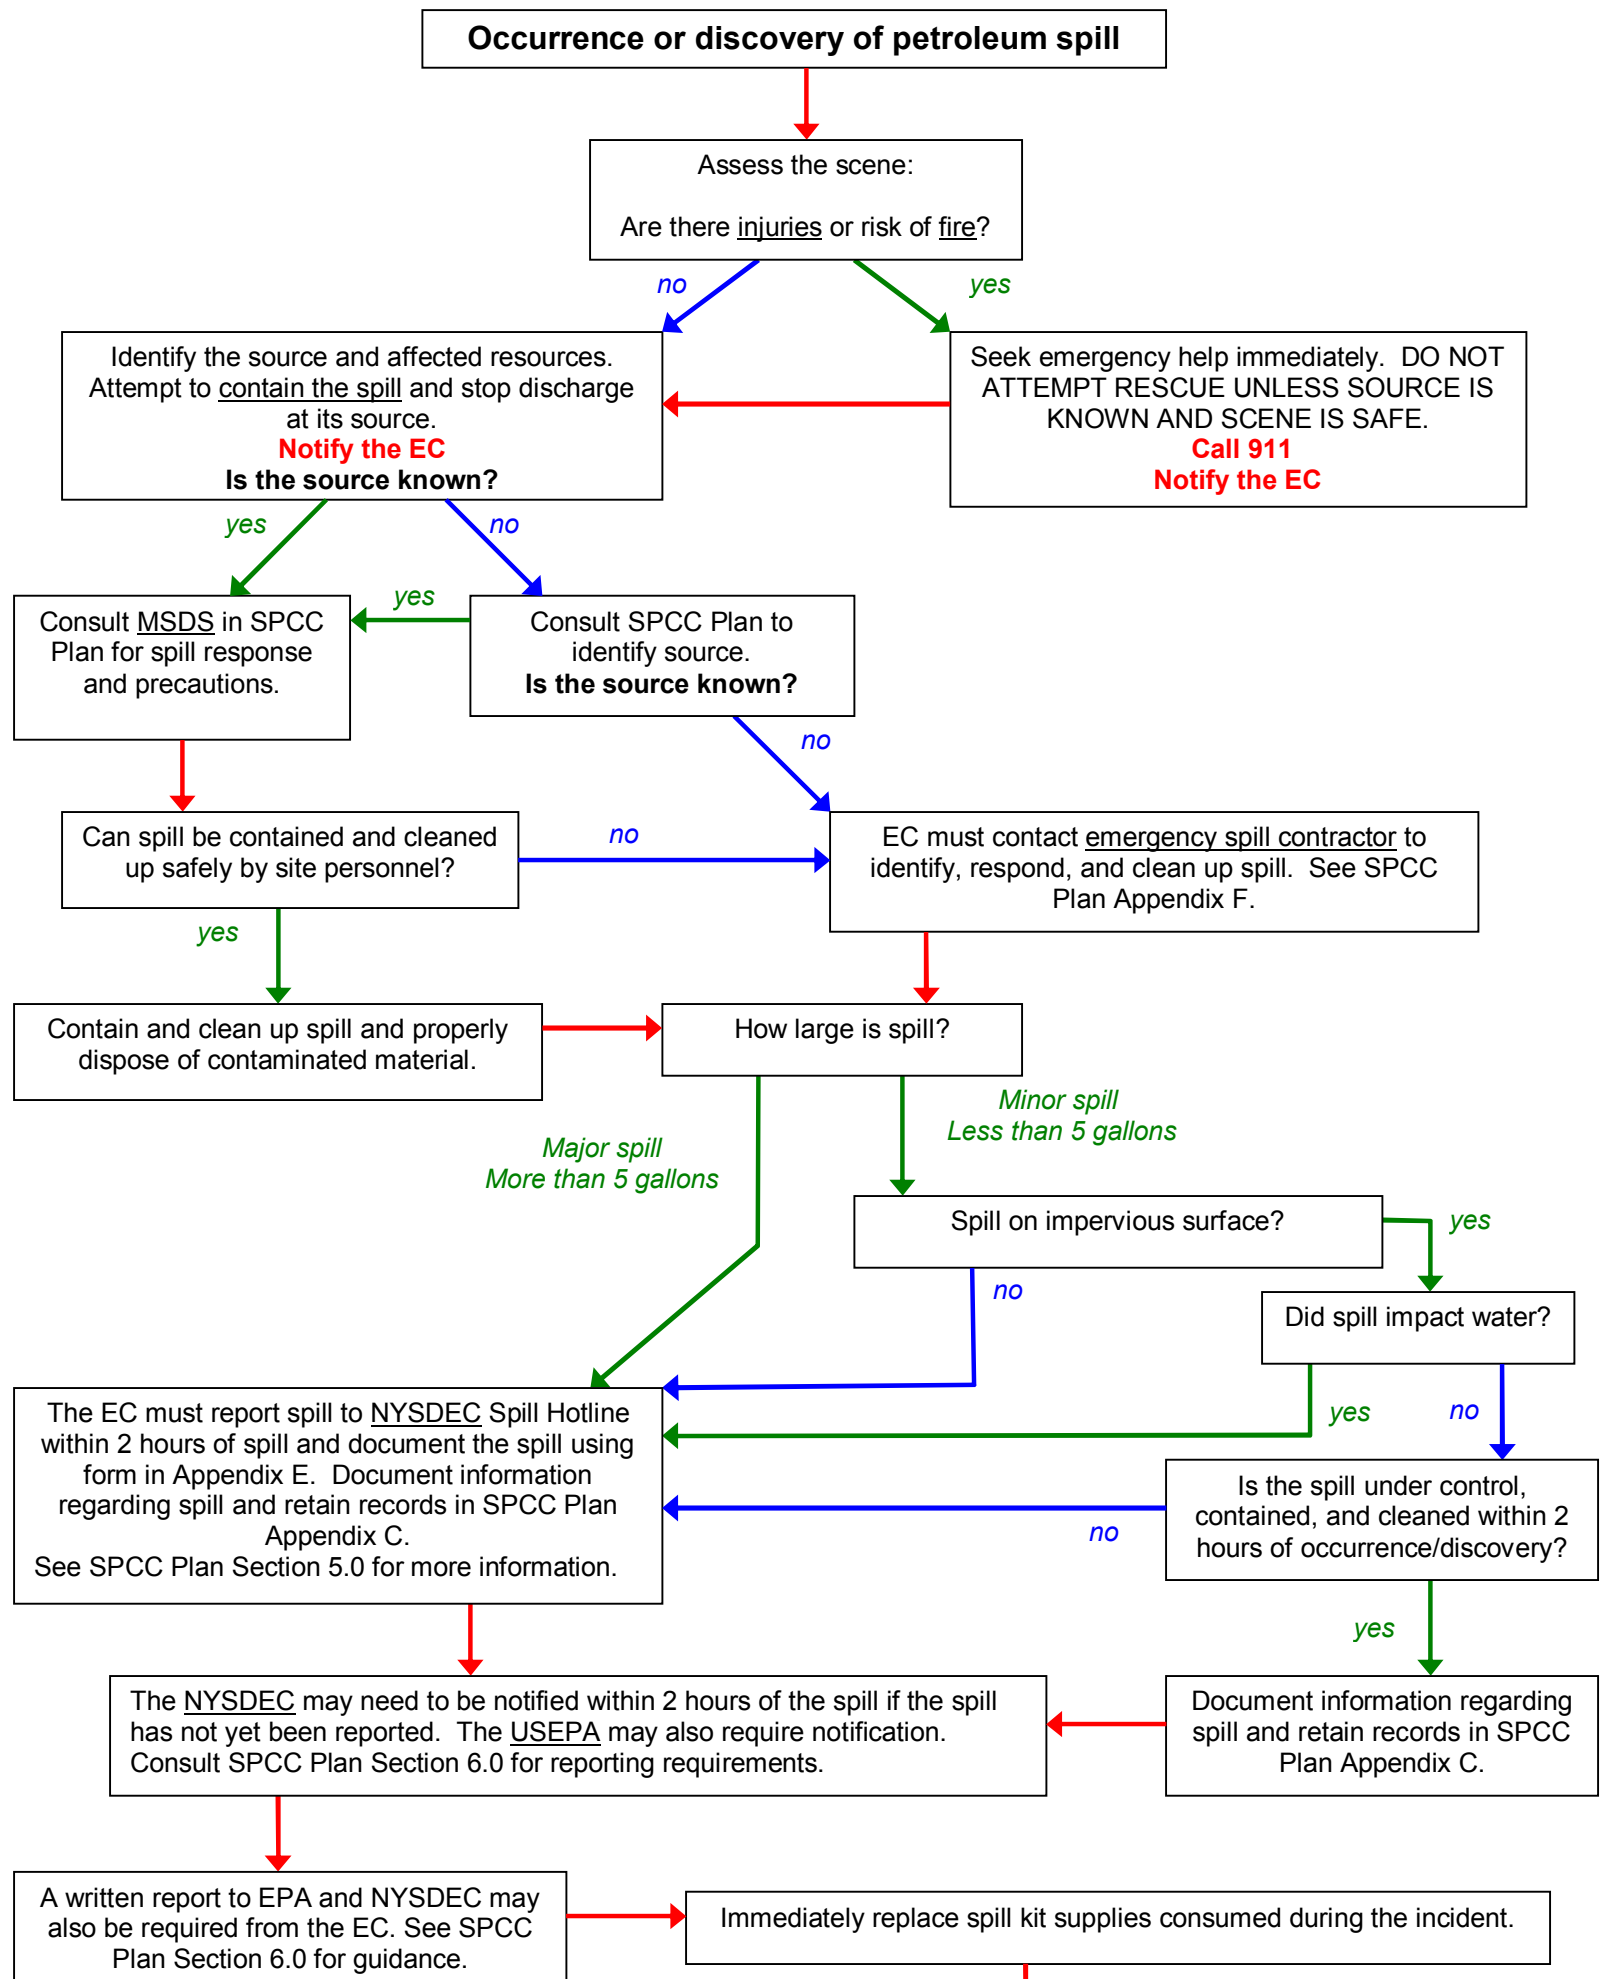 Occurrence or discovery of petroleum spill
Assess the scene:
Are there injuries or risk of fire?
no
yes
Identify the source and affected resources.
Attempt to contain the spill and stop discharge
at its source.
Notify the EC
Is the source known?
Seek emergency help immediately.  DO NOT
ATTEMPT RESCUE UNLESS SOURCE IS
KNOWN AND SCENE IS SAFE.
Call 911
Notify the EC
yes
no
Consult MSDS in SPCC
Plan for spill response
and precautions.
yes
Consult SPCC Plan to
identify source.
Is the source known?
no
Can spill be contained and cleaned
up safely by site personnel?
no
EC must contact emergency spill contractor to
identify, respond, and clean up spill.  See SPCC
Plan Appendix F.
yes
Contain and clean up spill and properly
dispose of contaminated material.
How large is spill?
Major spill
More than 5 gallons
Minor spill
Less than 5 gallons
Spill on impervious surface?
yes
no
Did spill impact water?
yes
no
The EC must report spill to NYSDEC Spill Hotline
within 2 hours of spill and document the spill using
form in Appendix E.  Document information
regarding spill and retain records in SPCC Plan
Appendix C.
See SPCC Plan Section 5.0 for more information.
no
Is the spill under control,
contained, and cleaned within 2
hours of occurrence/discovery?
yes
The NYSDEC may need to be notified within 2 hours of the spill if the spill
has not yet been reported.  The USEPA may also require notification.
Consult SPCC Plan Section 6.0 for reporting requirements.
Document information regarding
spill and retain records in SPCC
Plan Appendix C.
A written report to EPA and NYSDEC may
also be required from the EC. See SPCC
Plan Section 6.0 for guidance.
Immediately replace spill kit supplies consumed during the incident.